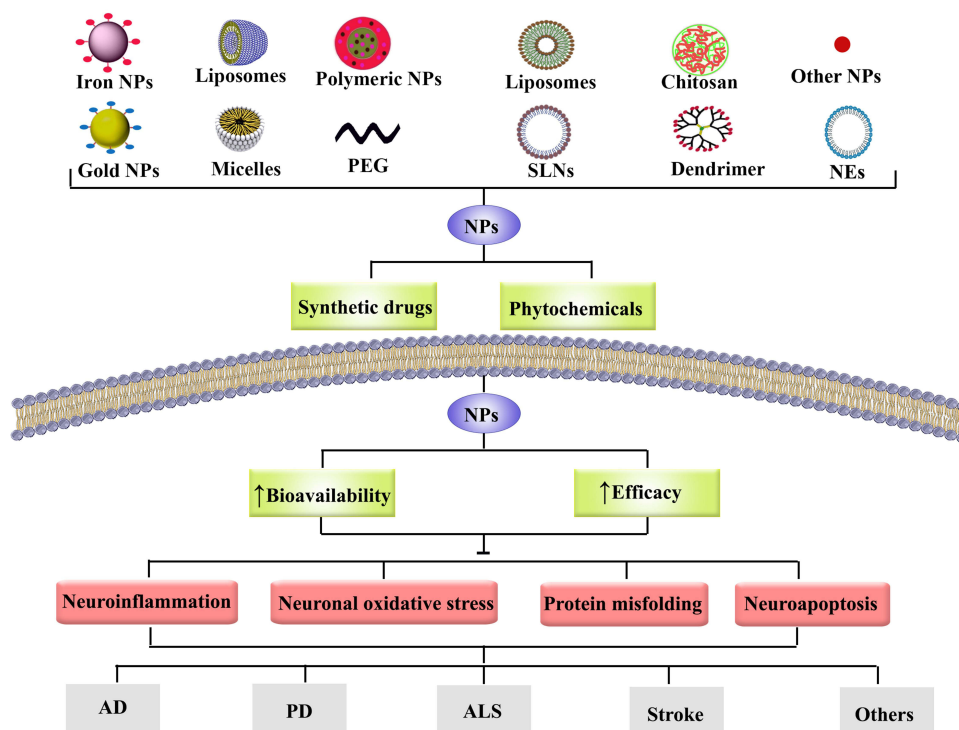 Iron NPs
Liposomes
Polymeric NPs
Liposomes
Chitosan
Other NPs
Gold NPs
Micelles
PEG
SLNs
Dendrimer
NEs
NPs
Synthetic drugs
Phytochemicals
NPs
↑Bioavailability
↑Efficacy
Neuroinflammation
Neuronal oxidative stress
Protein misfolding
Neuroapoptosis
AD
PD
ALS
Stroke
Others